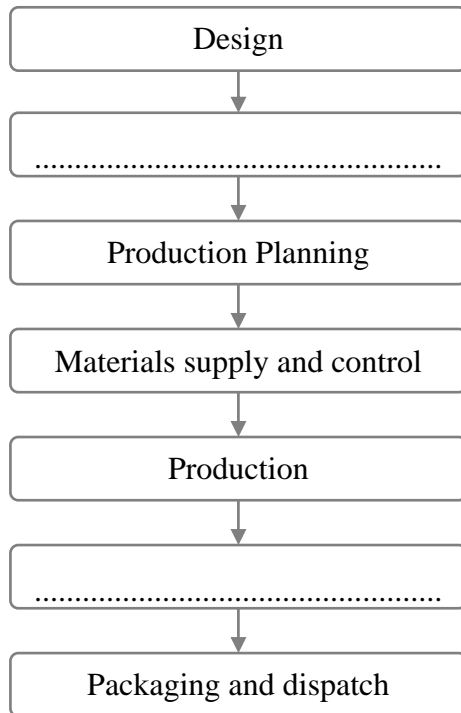 Design
...................................................
Production Planning
Materials supply and control
Production
...................................................
Packaging and dispatch